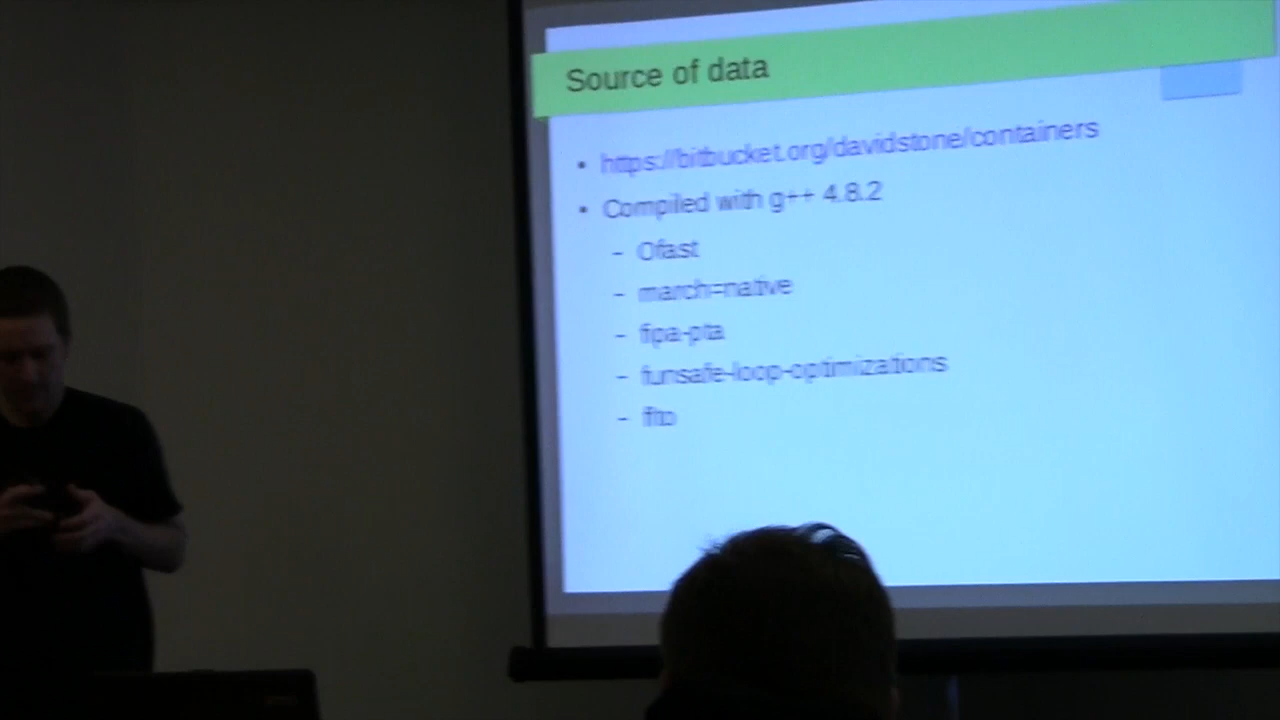 Source of data
• https://bitbucket.org/davidstone/containers
• Compiled with g++ 4.8.2
– Ofast
– march=native
– fipa-pta
– funsafe-loop-optimizations
– flto